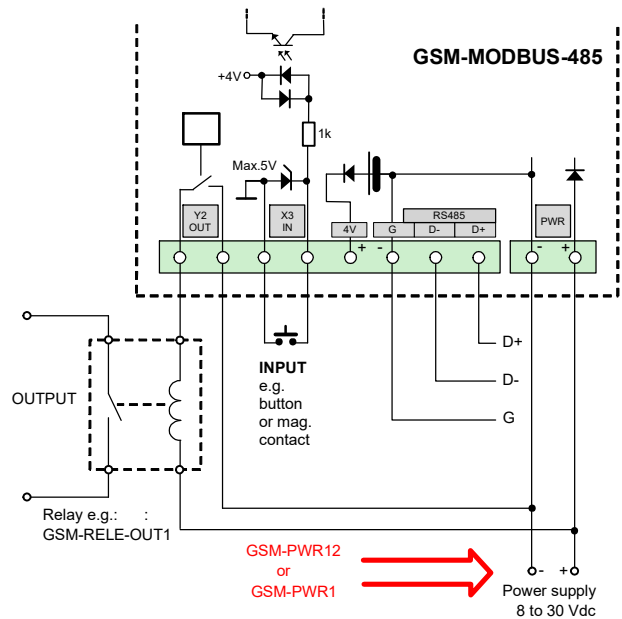 GSM-MODBUS-485
+4V
1k
Max.5V
Y2
OUT
X3
IN
4V
G
RS485
D-
D+
PWR
+
-
-
+
D+
INPUT
e.g.
button
or mag.
contact
D-
G
OUTPUT
Relay e.g.: :
GSM-RELE-OUT1
GSM-PWR12
or
GSM-PWR1
- +
Power supply
8 to 30 Vdc